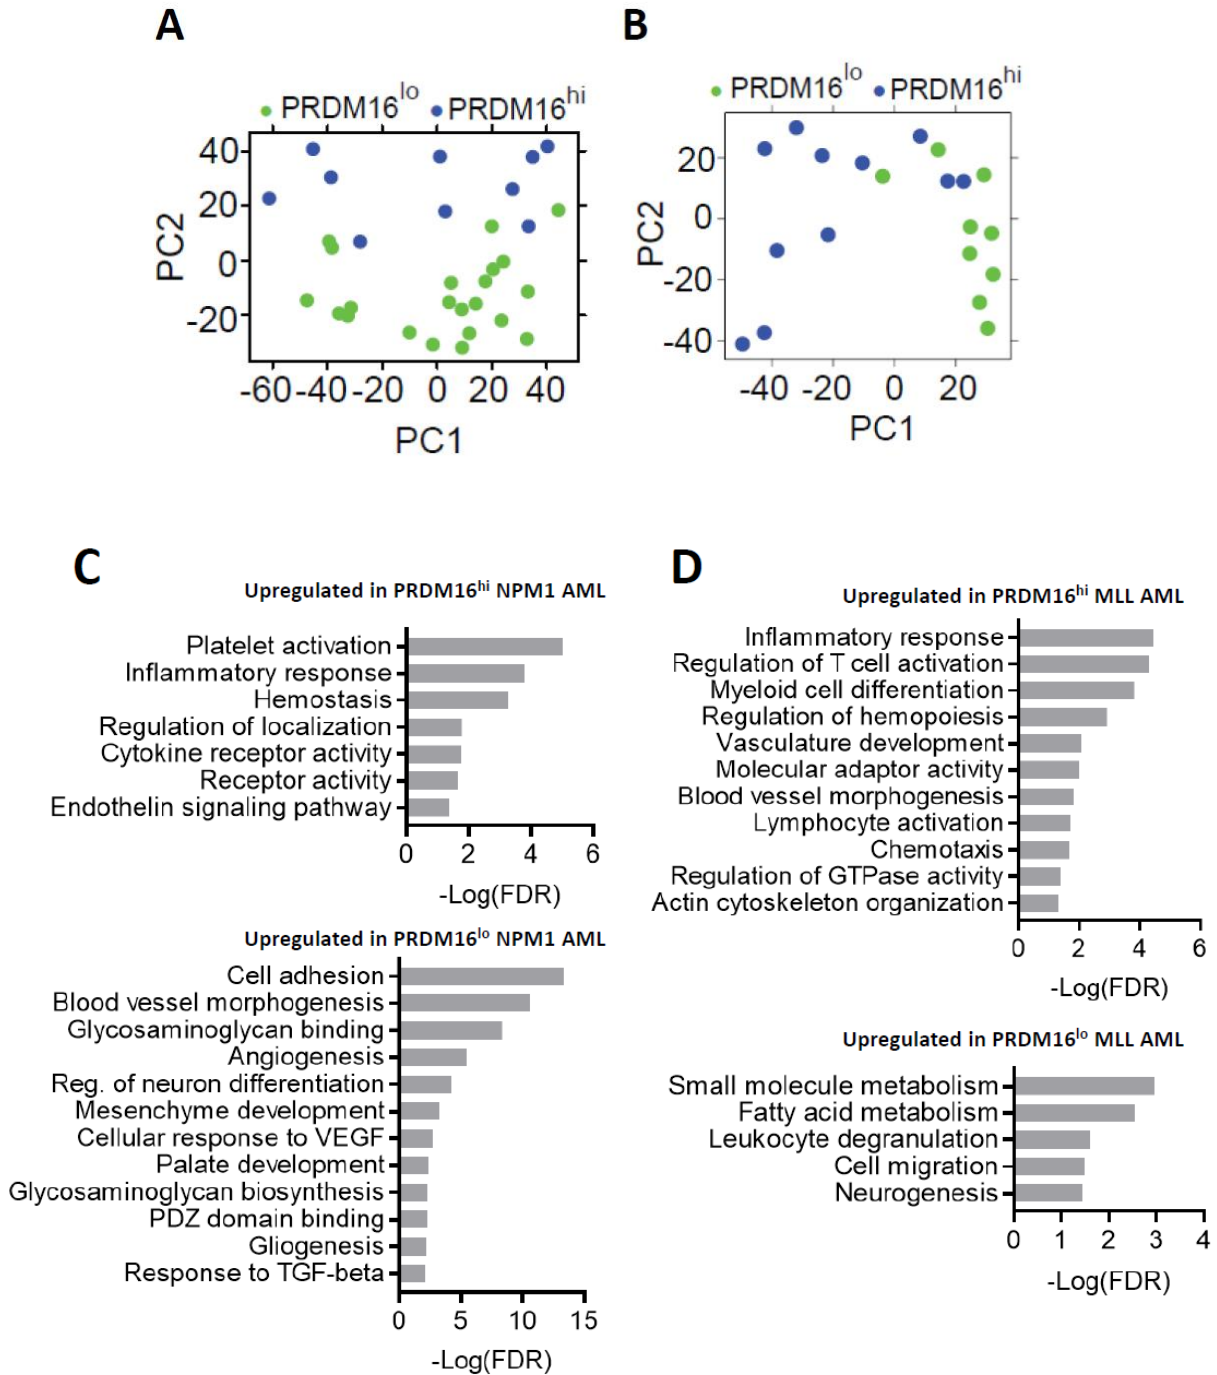 A
PRDM16lo PRDM16hi
40
20
0
-20
PC2
-60 -40 -20 0 20 40
PC1
B
PRDM16lo PRDM16hi
20
0
-20
-40
PC2
-40 -20 0 20
PC1
C
Upregulated in PRDM16hi NPM1 AML
Platelet activation
Inflammatory response
Hemostasis
Regulation of localization
Cytokine receptor activity
Receptor activity
Endothelin signaling pathway
0 2 4 6
-Log(FDR)
Upregulated in PRDM16lo NPM1 AML
Cell adhesion
Blood vessel morphogenesis
Glycosaminoglycan binding
Angiogenesis
Reg. of neuron differentiation
Mesenchyme development
Cellular response to VEGF
Palate development
Glycosaminoglycan biosynthesis
PDZ domain binding
Gliogenesis
Response to TGF-beta
0 5 10 15
-Log(FDR)
D
Upregulated in PRDM16hi MLL AML
Inflammatory response
Regulation of T cell activation
Myeloid cell differentiation
Regulation of hemopoiesis
Vasculature development
Molecular adaptor activity
Blood vessel morphogenesis
Lymphocyte activation
Chemotaxis
Regulation of GTPase activity
Actin cytoskeleton organization
0 2 4 6
-Log(FDR)
Upregulated in PRDM16lo MLL AML
Small molecule metabolism
Fatty acid metabolism
Leukocyte degranulation
Cell migration
Neurogenesis
0 1 2 3 4
-Log(FDR)